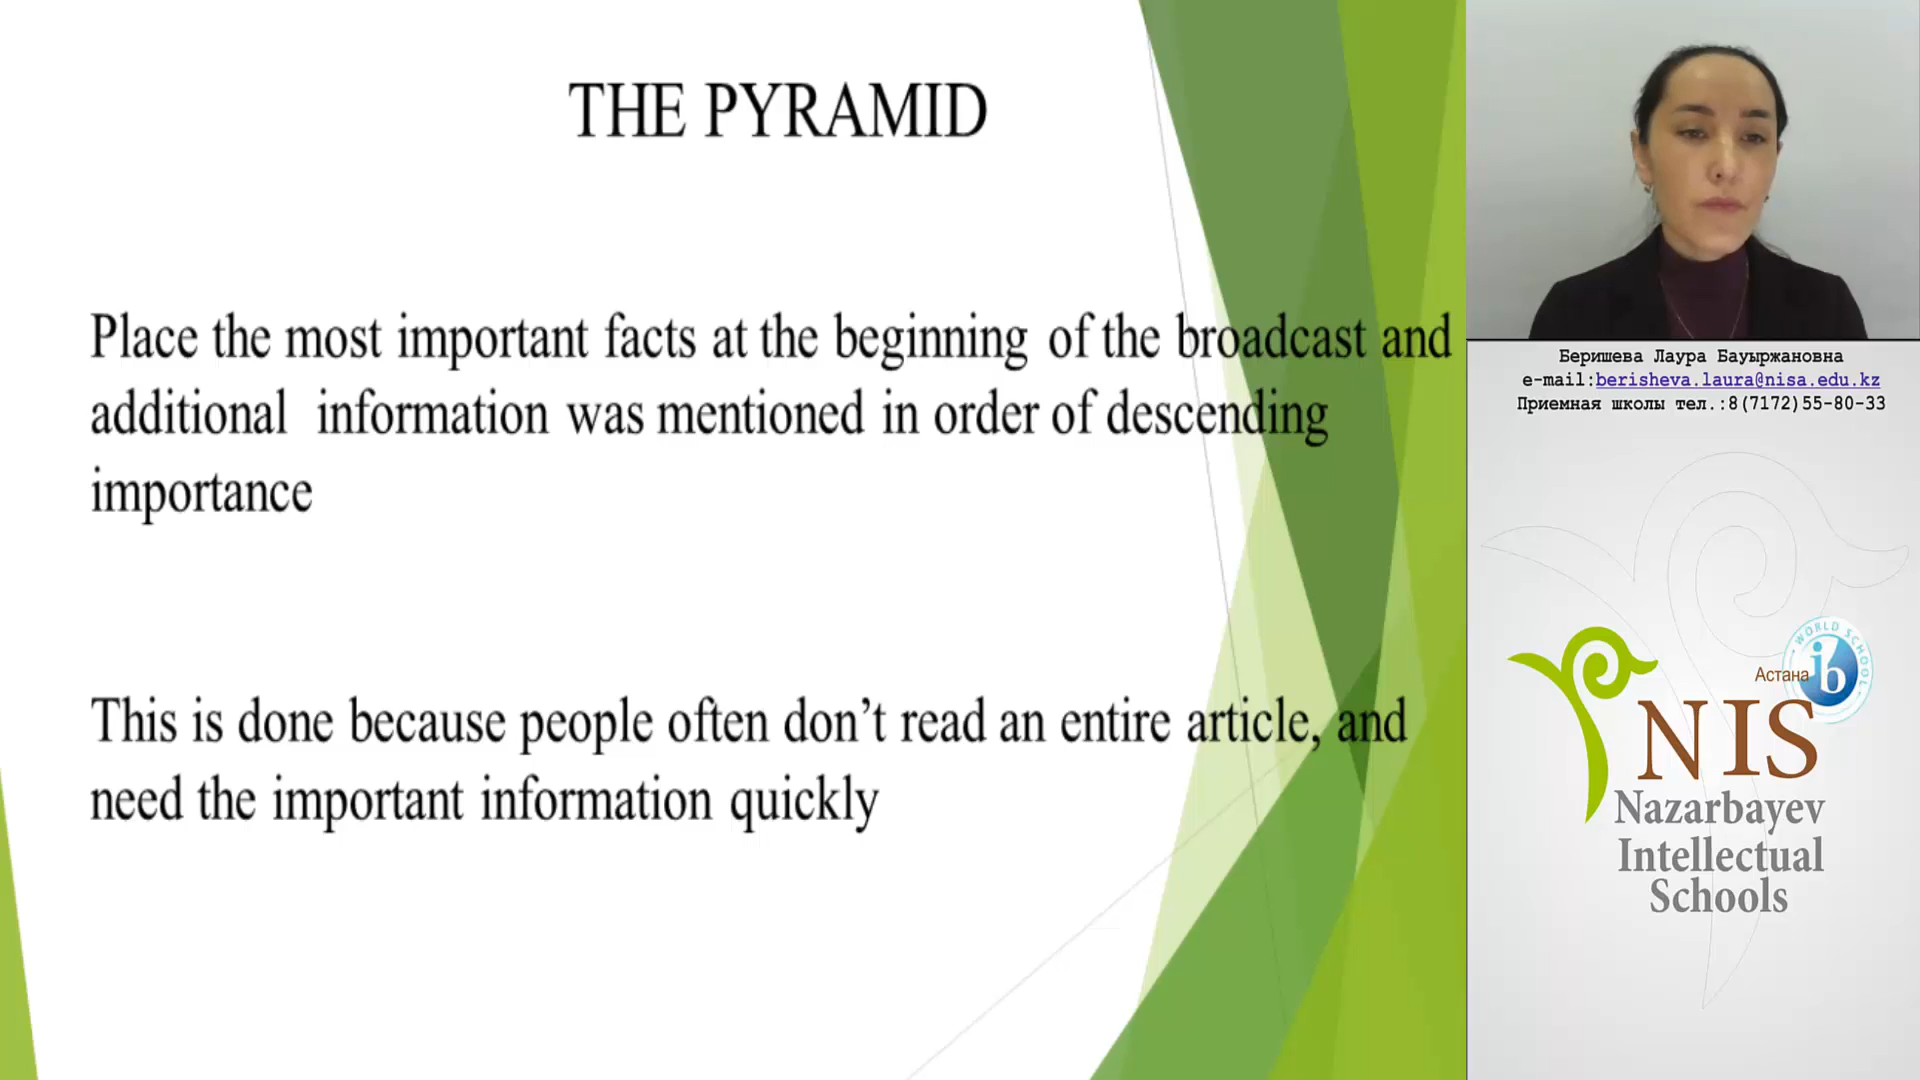 THE PYRAMID
Place the most important facts at the beginning of the broadcast and
additional information was mentioned in order of descending
importance
This is done because people often don’t read an entire article, and
need the important information quickly
Беришева Лаура Бауыржановна
e-mail:berisheva.laura@nisa.edu.kz
Приемная школы тел.:8(7172)55-80-33
WORLD SCHOOL
ib
Астана
NIS
Nazarbayev
Intellectual
Schools